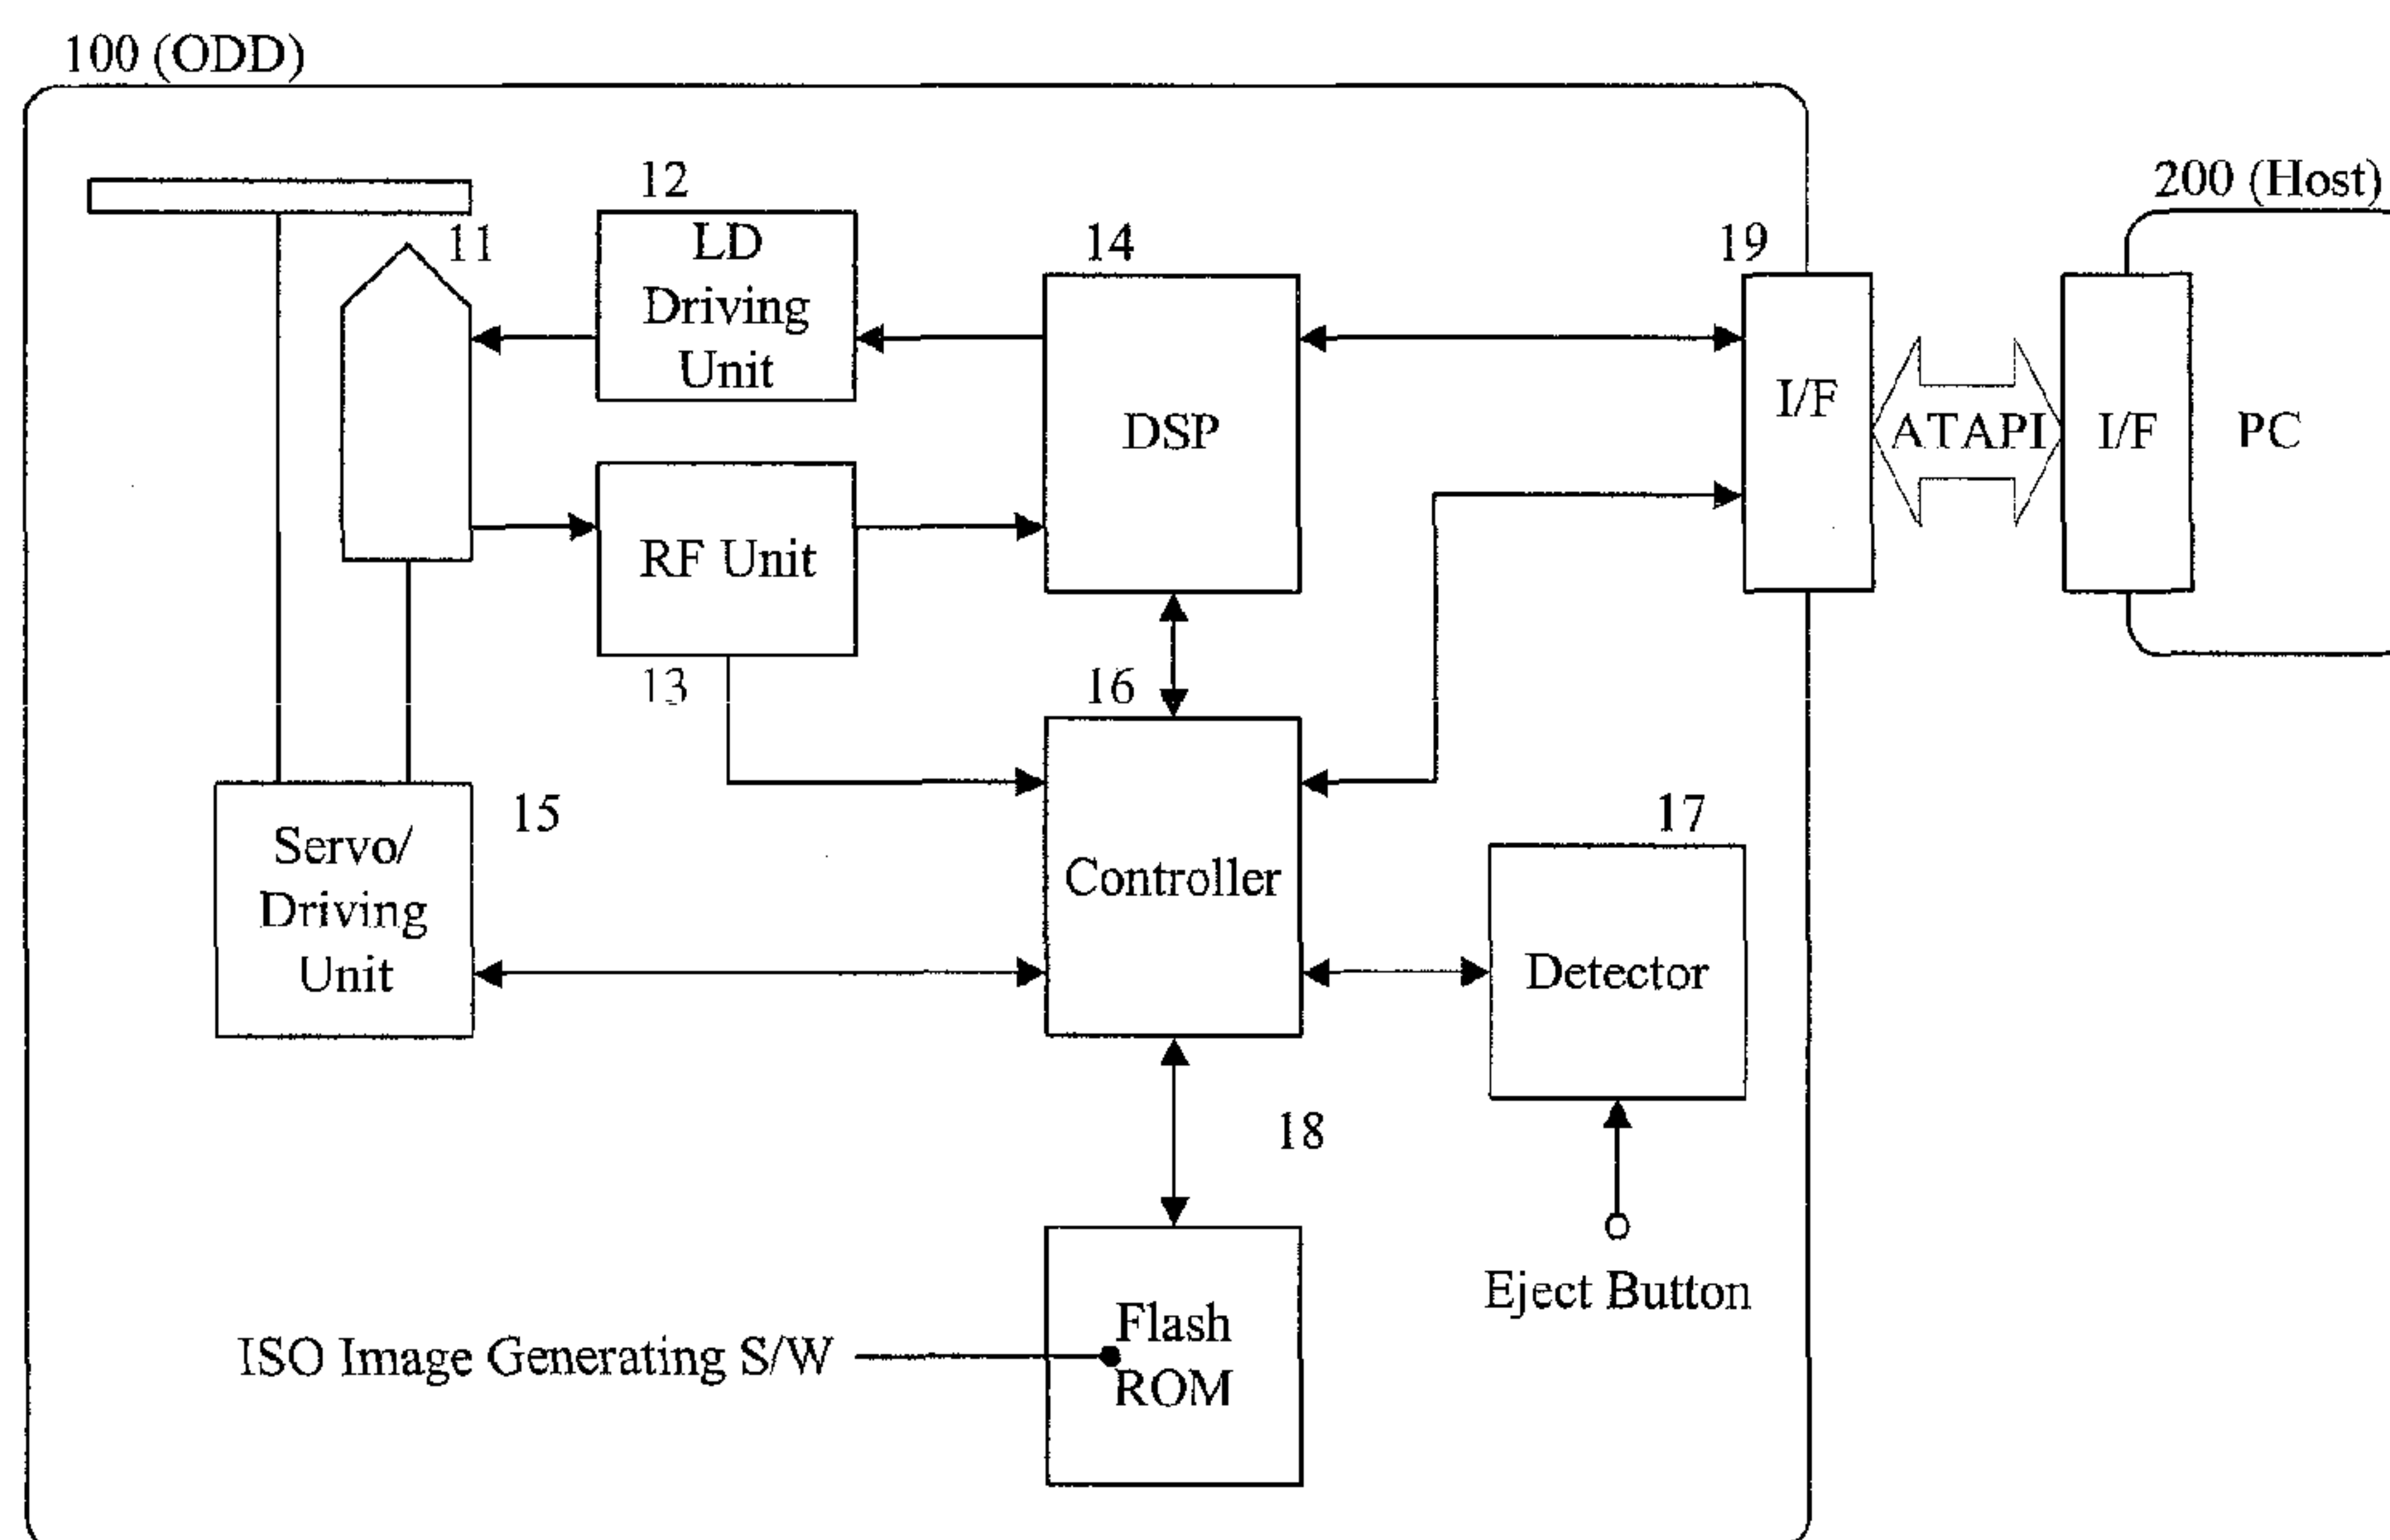 100 (ODD)
200 (Host)
12
11
LD
Driving
Unit
14
19
DSP
I/F
ATAPI
I/F
PC
RF Unit
13
16
15
17
Servo/
Driving
Unit
Controller
Detector
18
Eject Button
Flash
ROM
ISO Image Generating S/W